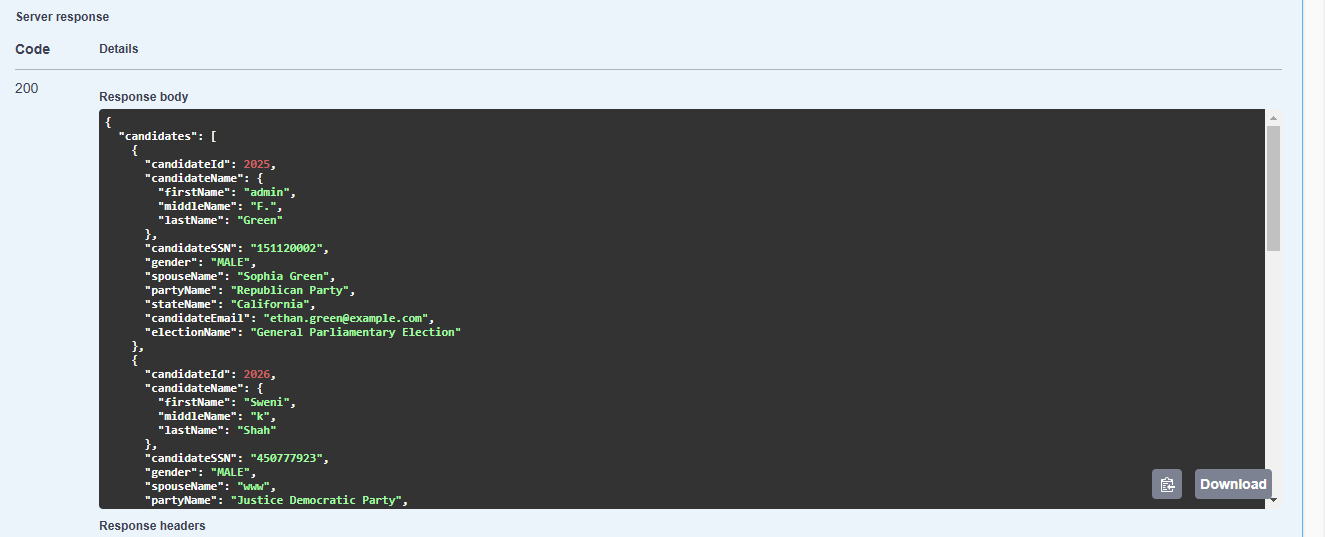 Server response
Code Details
200
Response body
{
"candidates": [
{
"candidateId": 2025,
"candidateName": {
"firstName": "admin",
"middleName": "F.",
"lastName": "Green"
},
"candidateSSN": "151120002",
"gender": "MALE",
"spouseName": "Sophia Green",
"partyName": "Republican Party",
"stateName": "California",
"candidateEmail": "ethan.green@example.com",
"electionName": "General Parliamentary Election"
},
{
"candidateId": 2026,
"candidateName": {
"firstName": "Sweni",
"middleName": "k",
"lastName": "Shah"
},
"candidateSSN": "450777923",
"gender": "MALE",
"spouseName": "www",
"partyName": "Justice Democratic Party",
Download
Response headers